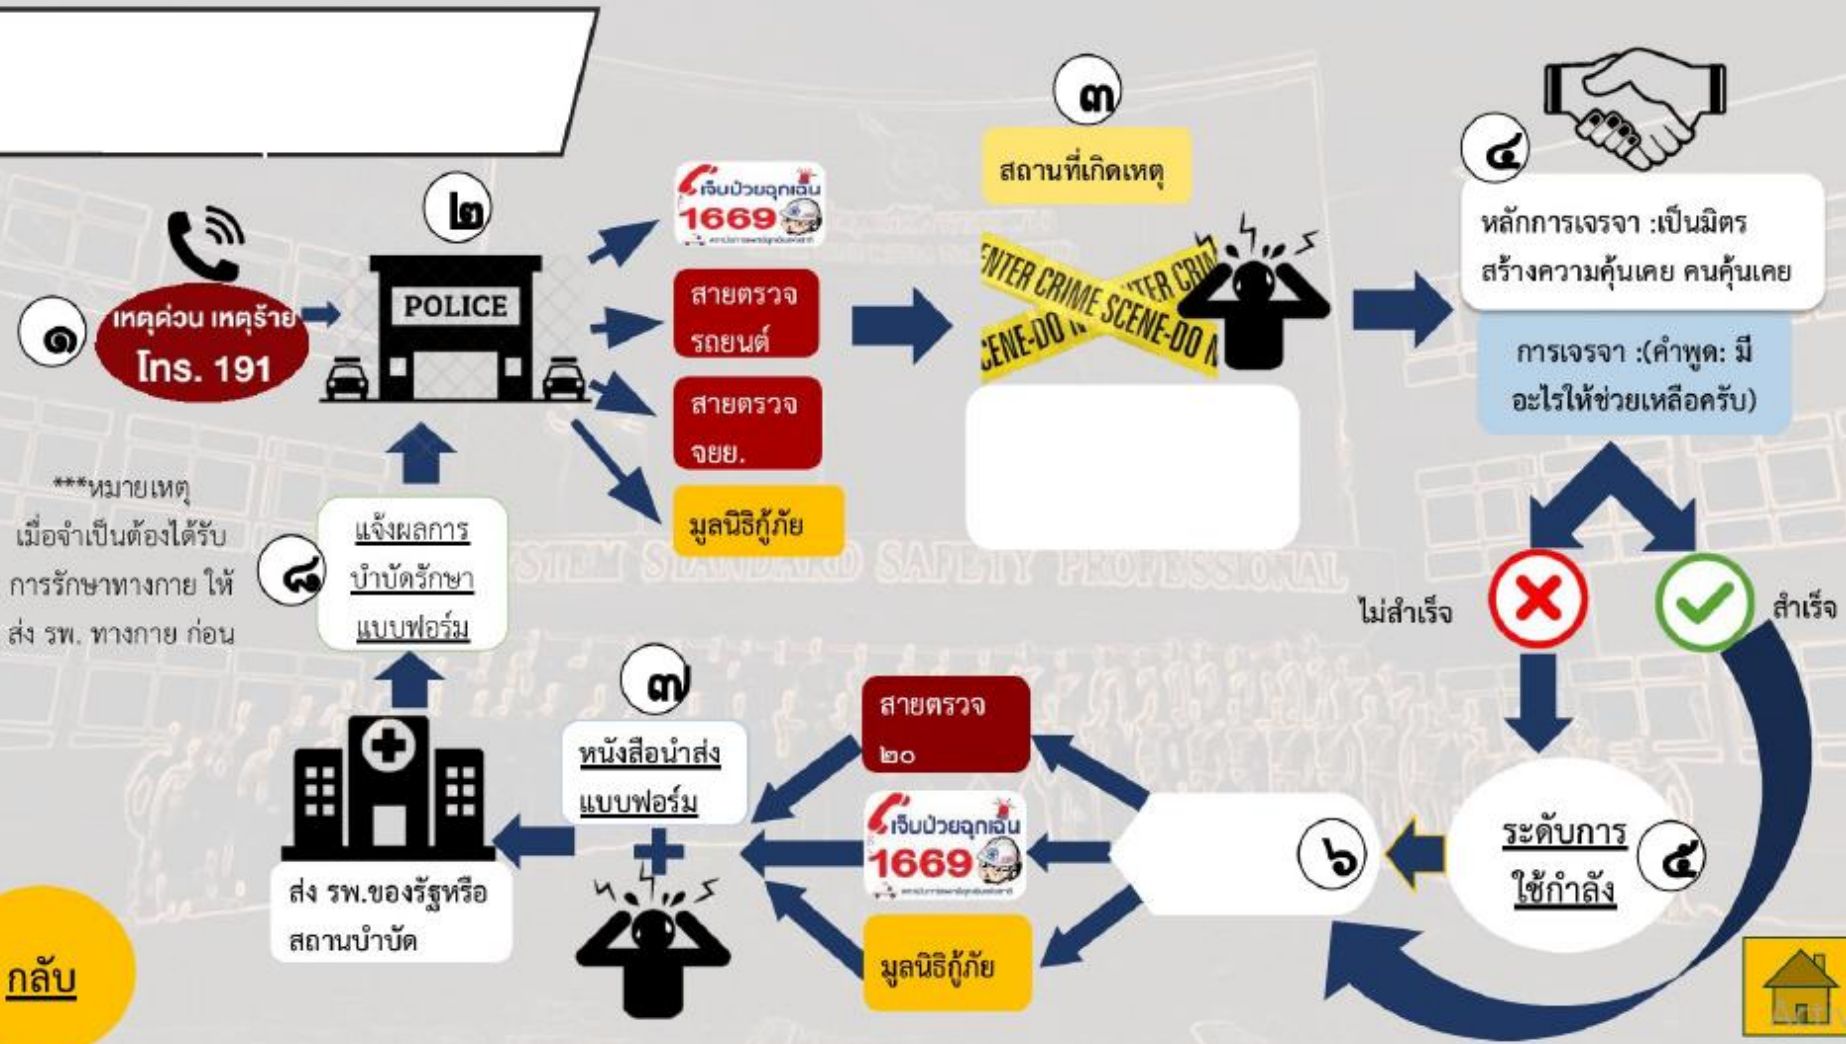 ๑
เหตุด่วน เหตุร้าย
โทร. 191
๒
POLICE
เจ็บป่วยฉุกเฉิน
1669
สายตรวจ
รถยนต์
สายตรวจ
จยย.
มูลนิธิกู้ภัย
๓
สถานที่เกิดเหตุ
ENTER CRIME SCENE-DO N
CENE-DO N
TER CRIM
๔
หลักการเจรจา :เป็นมิตร
สร้างความคุ้นเคย คนคุ้นเคย
การเจรจา :(คำพูด: มี
อะไรให้ช่วยเหลือครับ)
ไม่สำเร็จ
สำเร็จ
ระดับการ
ใช้กำลัง
๕
๖
สายตรวจ
๒๐
เจ็บป่วยฉุกเฉิน
1669
มูลนิธิกู้ภัย
๗
หนังสือนำส่ง
แบบฟอร์ม
ส่ง รพ.ของรัฐหรือ
สถานบำบัด
๘
แจ้งผลการ
บำบัดรักษา
แบบฟอร์ม
***หมายเหตุ
เมื่อจำเป็นต้องได้รับ
การรักษาทางกาย ให้
ส่ง รพ. ทางกาย ก่อน
STEM STANDARD SAFETY PROFESSIONAL
กลับ